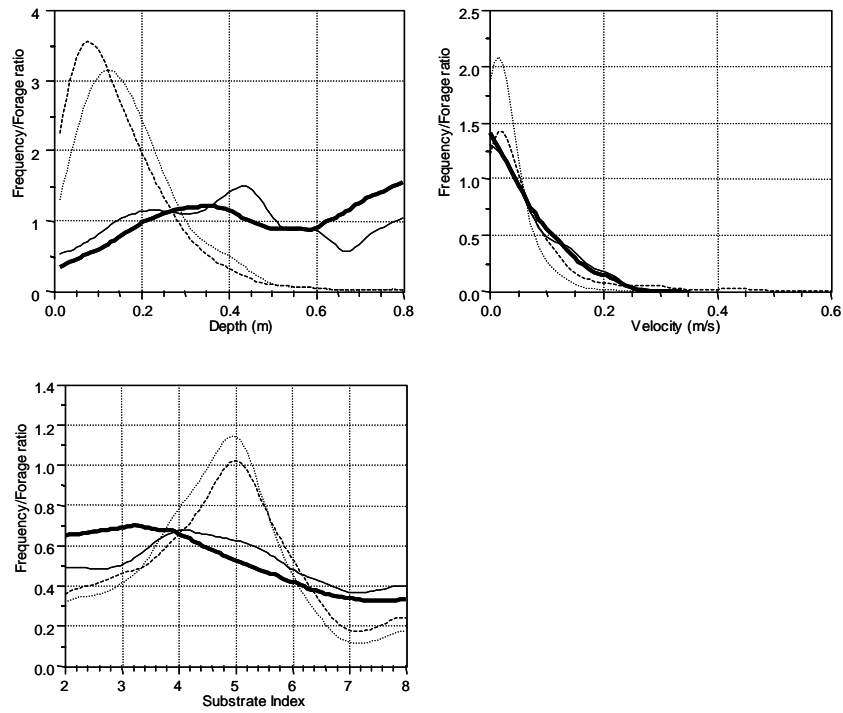 4
3
2
1
0
Frequency/Forage ratio
0.0 0.2 0.4 0.6 0.8
Depth (m)
2.5
2.0
1.5
1.0
0.5
0.0
Frequency/Forage ratio
0.0 0.2 0.4 0.6
Velocity (m/s)
1.4
1.2
1.0
0.8
0.6
0.4
0.2
0.0
Frequency/Forage ratio
2 3 4 5 6 7 8
Substrate Index